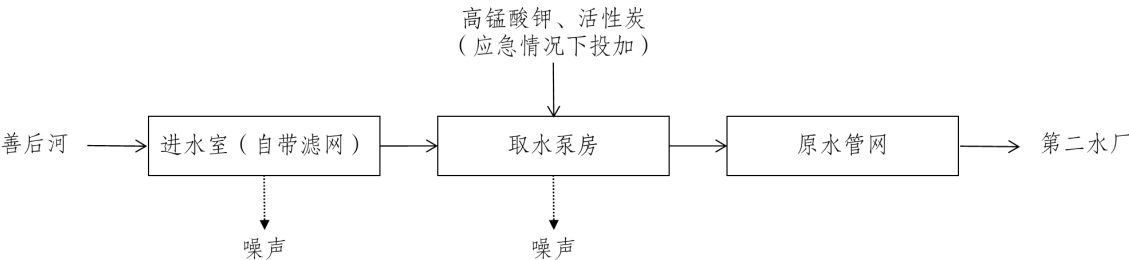 高锰酸钾、活性炭
（应急情况下投加）
善后河
进水室（自带滤网）
取水泵房
原水管网
第二水厂
噪声
噪声